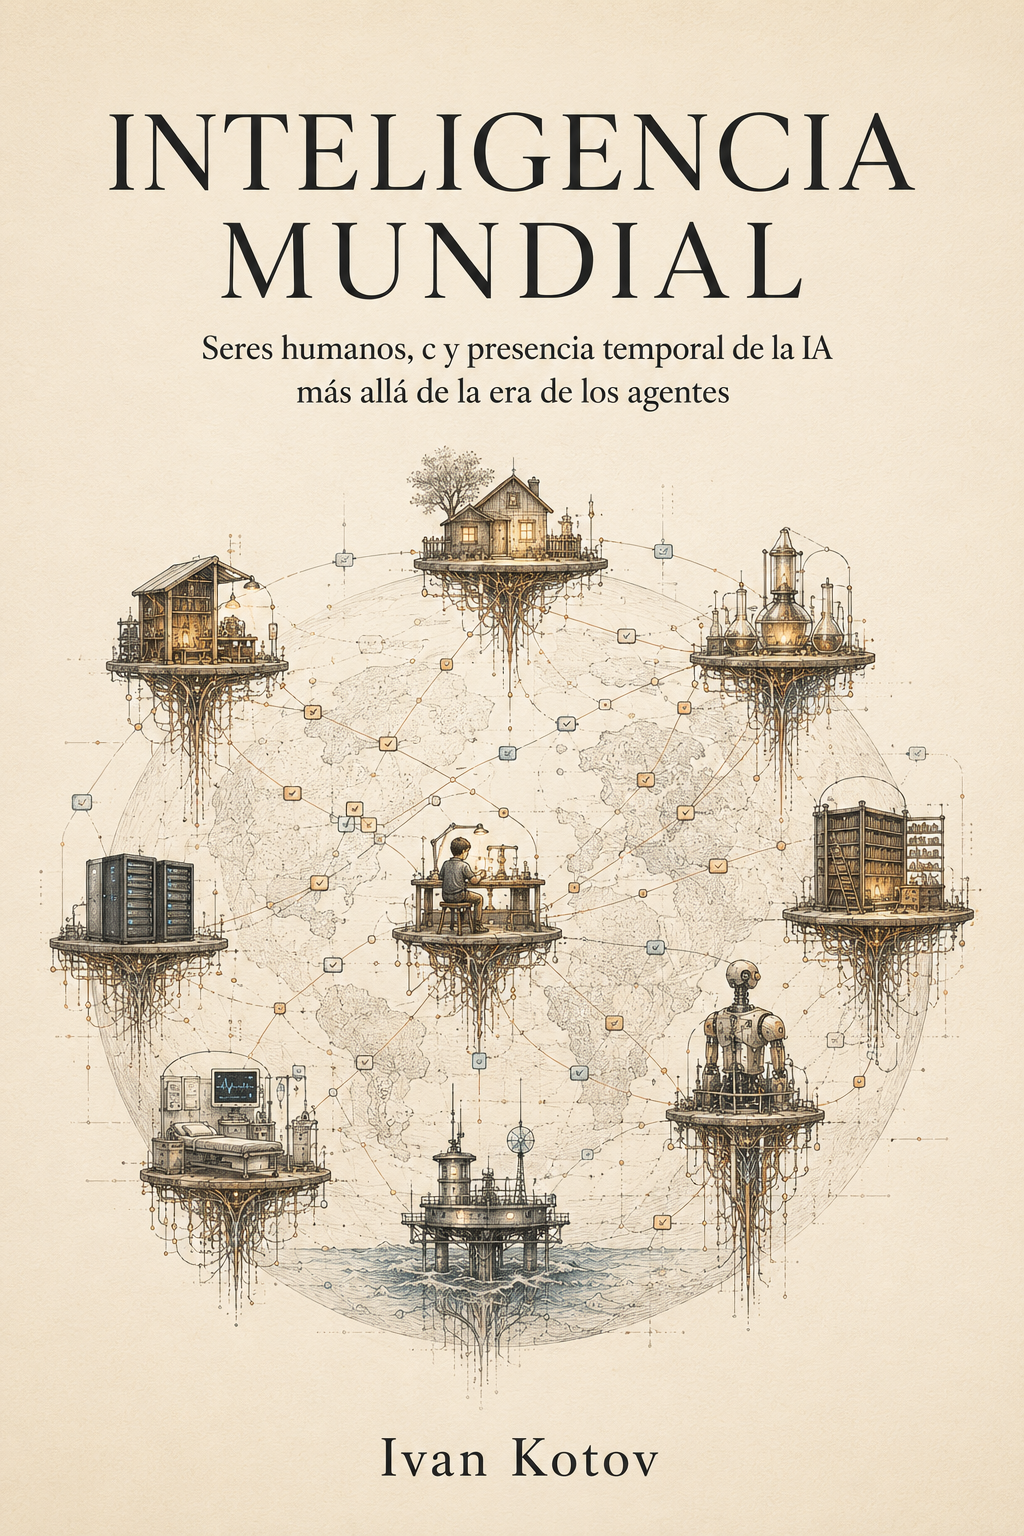 INTELIGENCIA
MUNDIAL
Seres humanos, c y presencia temporal de la IA
más allá de la era de los agentes
Ivan Kotov